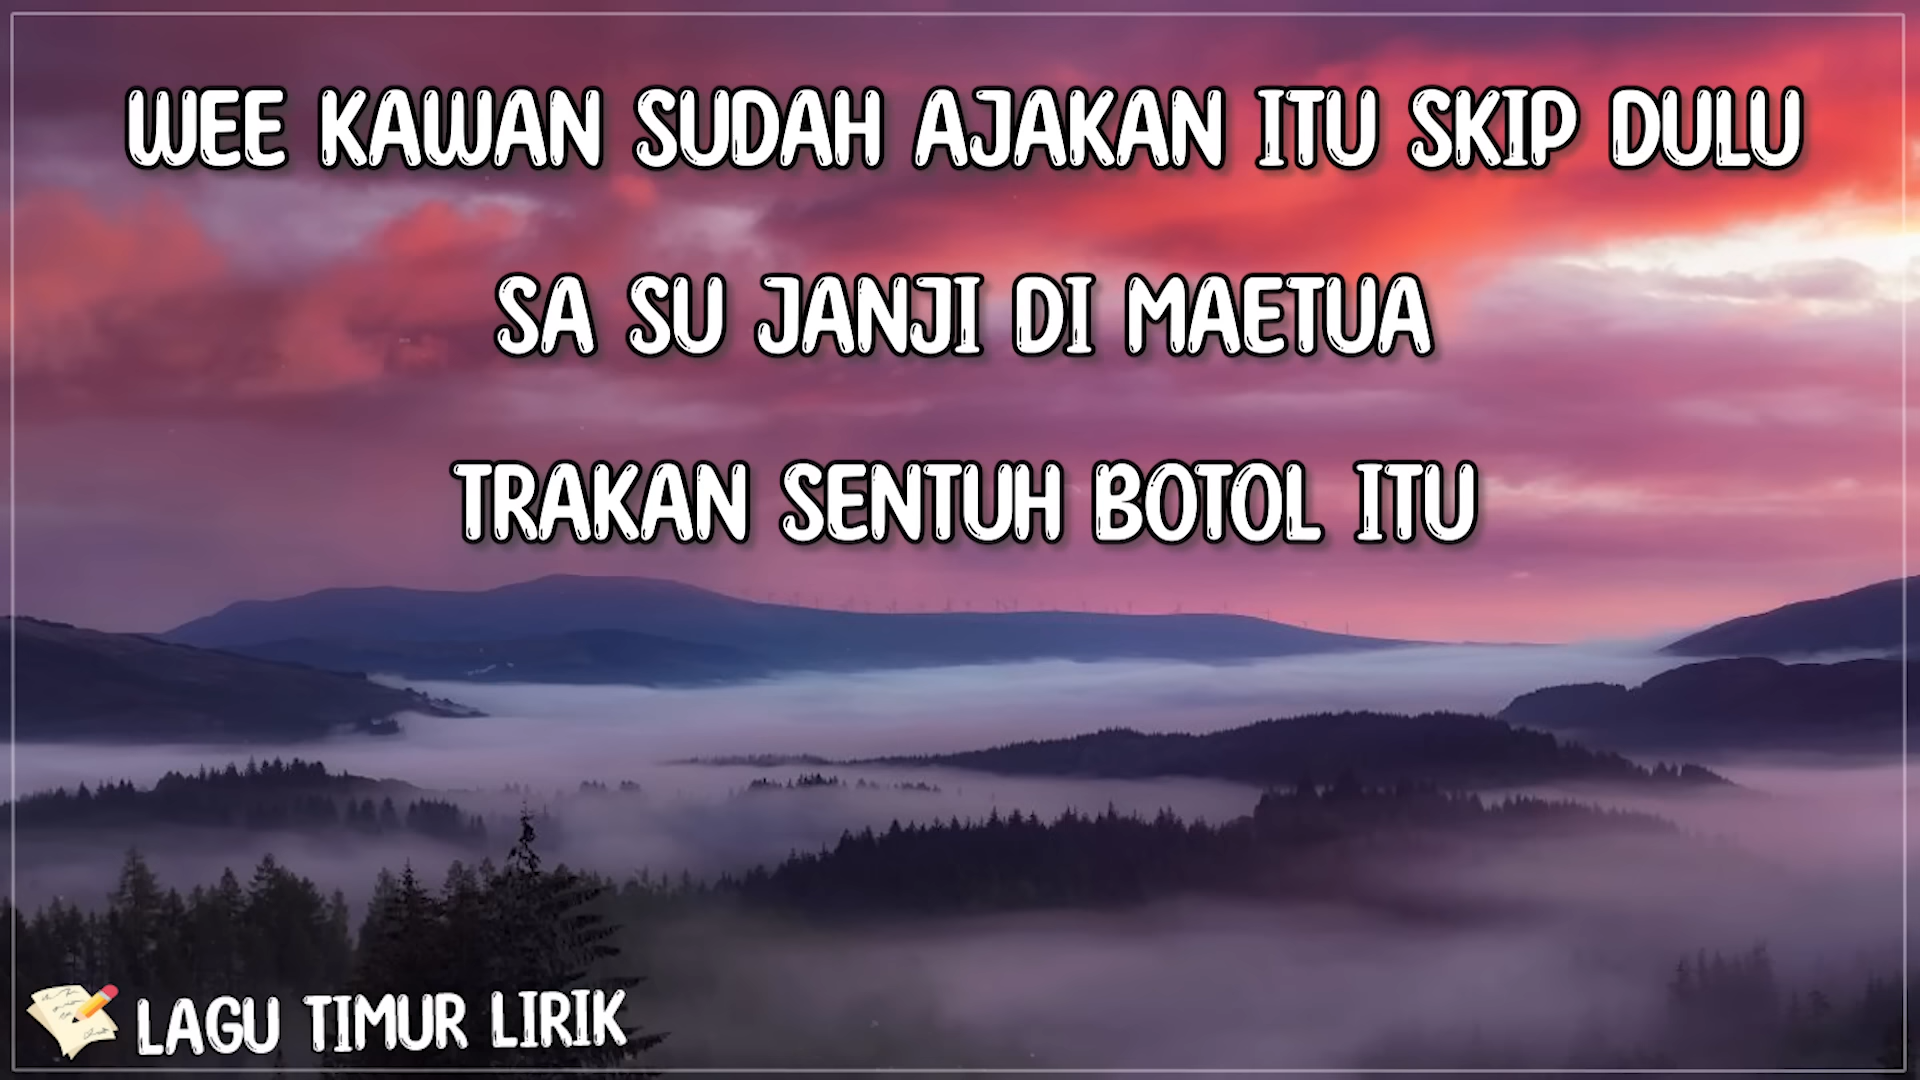 WEE KAWAN SUDAH AJAKAN ITU SKIP DULU
SA SU JANJI DI MAETUA
TRAKAN SENTUH BOTOL ITU
LAGU TIMUR LIRIK